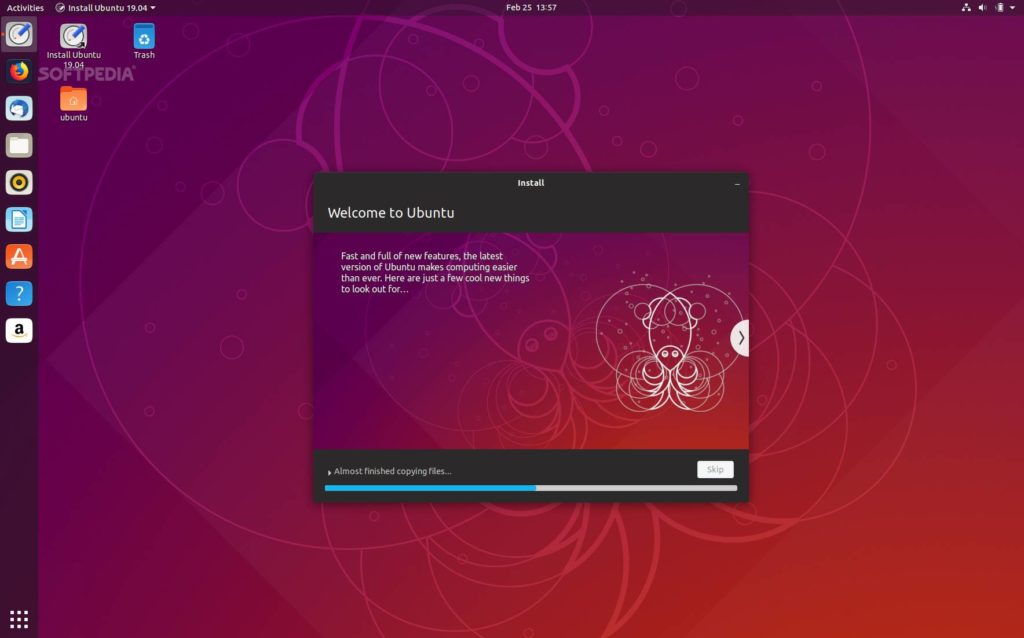 Activities
Install Ubuntu 19.04
Feb 25 13:57
Install Ubuntu
19.04
Trash
SOFTPEDIA®
ubuntu
Install
Welcome to Ubuntu
Fast and full of new features, the latest
version of Ubuntu makes computing easier
than ever. Here are just a few cool new things
to look out for…
Almost finished copying files...
Skip
?
a